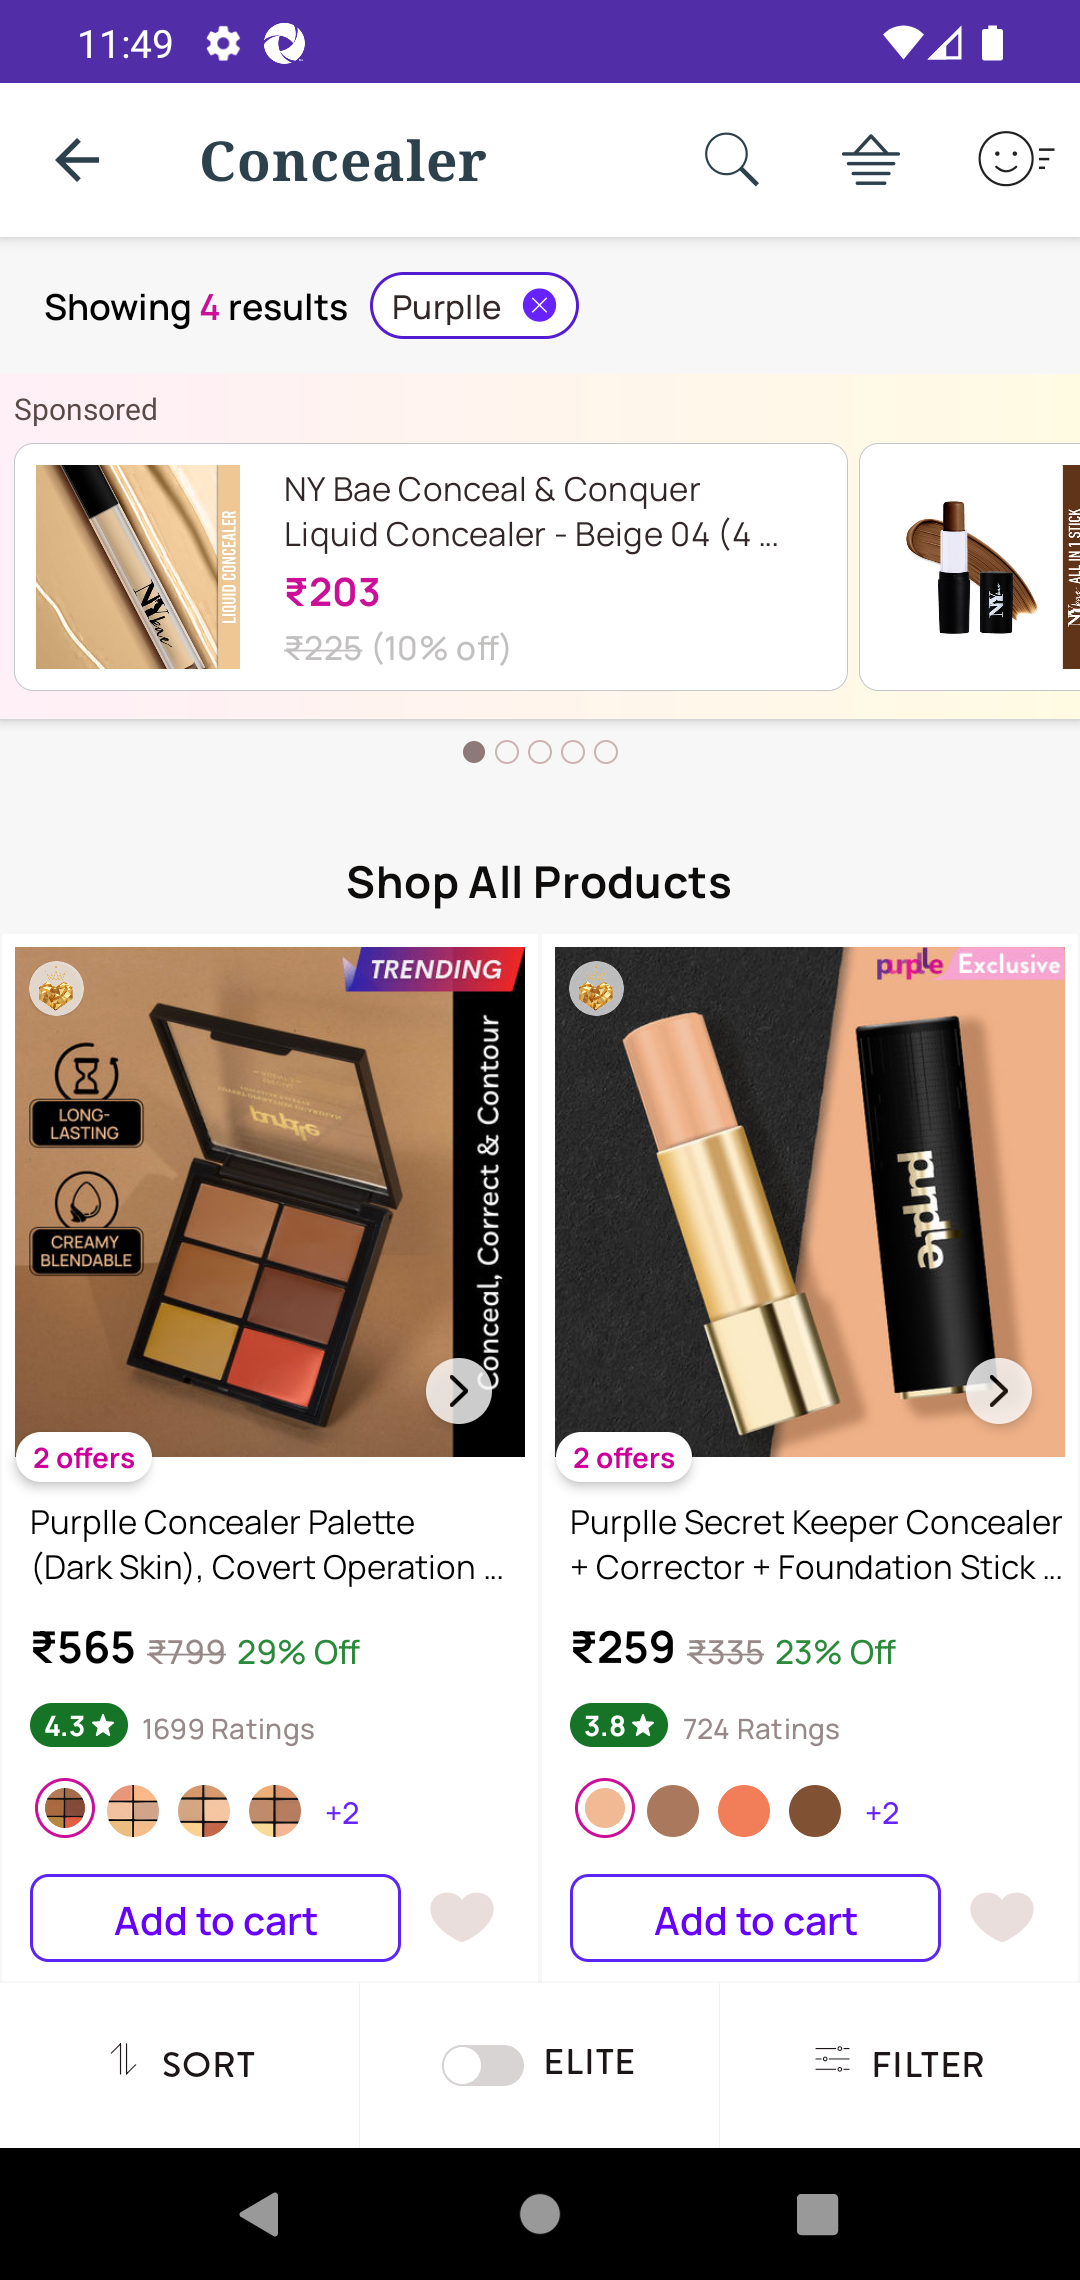 11:49
Concealer
Showing 4 results
Purplle
Sponsored
LIQUID CONCEALER
NY bae
NY Bae Conceal & Conquer
Liquid Concealer - Beige 04 (4 ...
₹203
₹225 (10% off)
NY bae
ALL IN 1 STICK
Shop All Products
TRENDING
LONG-
LASTING
CREAMY
BLENDABLE
purplle
Conceal, Correct & Contour
2 offers
purplle Exclusive
purplle
2 offers
Purplle Concealer Palette
(Dark Skin), Covert Operation ...
₹565 ₹799 29% Off
4.3 1699 Ratings
+2
Add to cart
Purplle Secret Keeper Concealer
+ Corrector + Foundation Stick ...
₹259 ₹335 23% Off
3.8 724 Ratings
+2
Add to cart
SORT
ELITE
FILTER